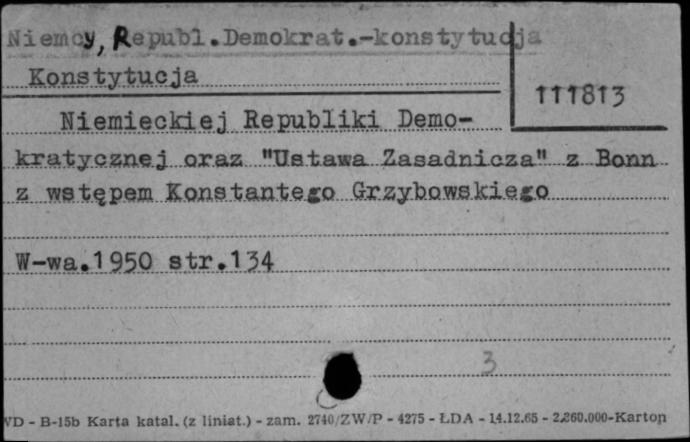 Niemcy, Republ.Demokrat.-konstytucja
Konstytucja
111813
Niemieckiej Republiki Demo-
kratycznej oraz "Ustawa Zasadnicza" z Bonn
z wstępem Konstantego Grzybowskiego
W-wa.1950 str.134
3
VD - B-15b Karta katal. (z liniat.) - zam. 2740/ZW/P - 4275 - ŁDA - 14.12.65 - 2.260.000-Karton